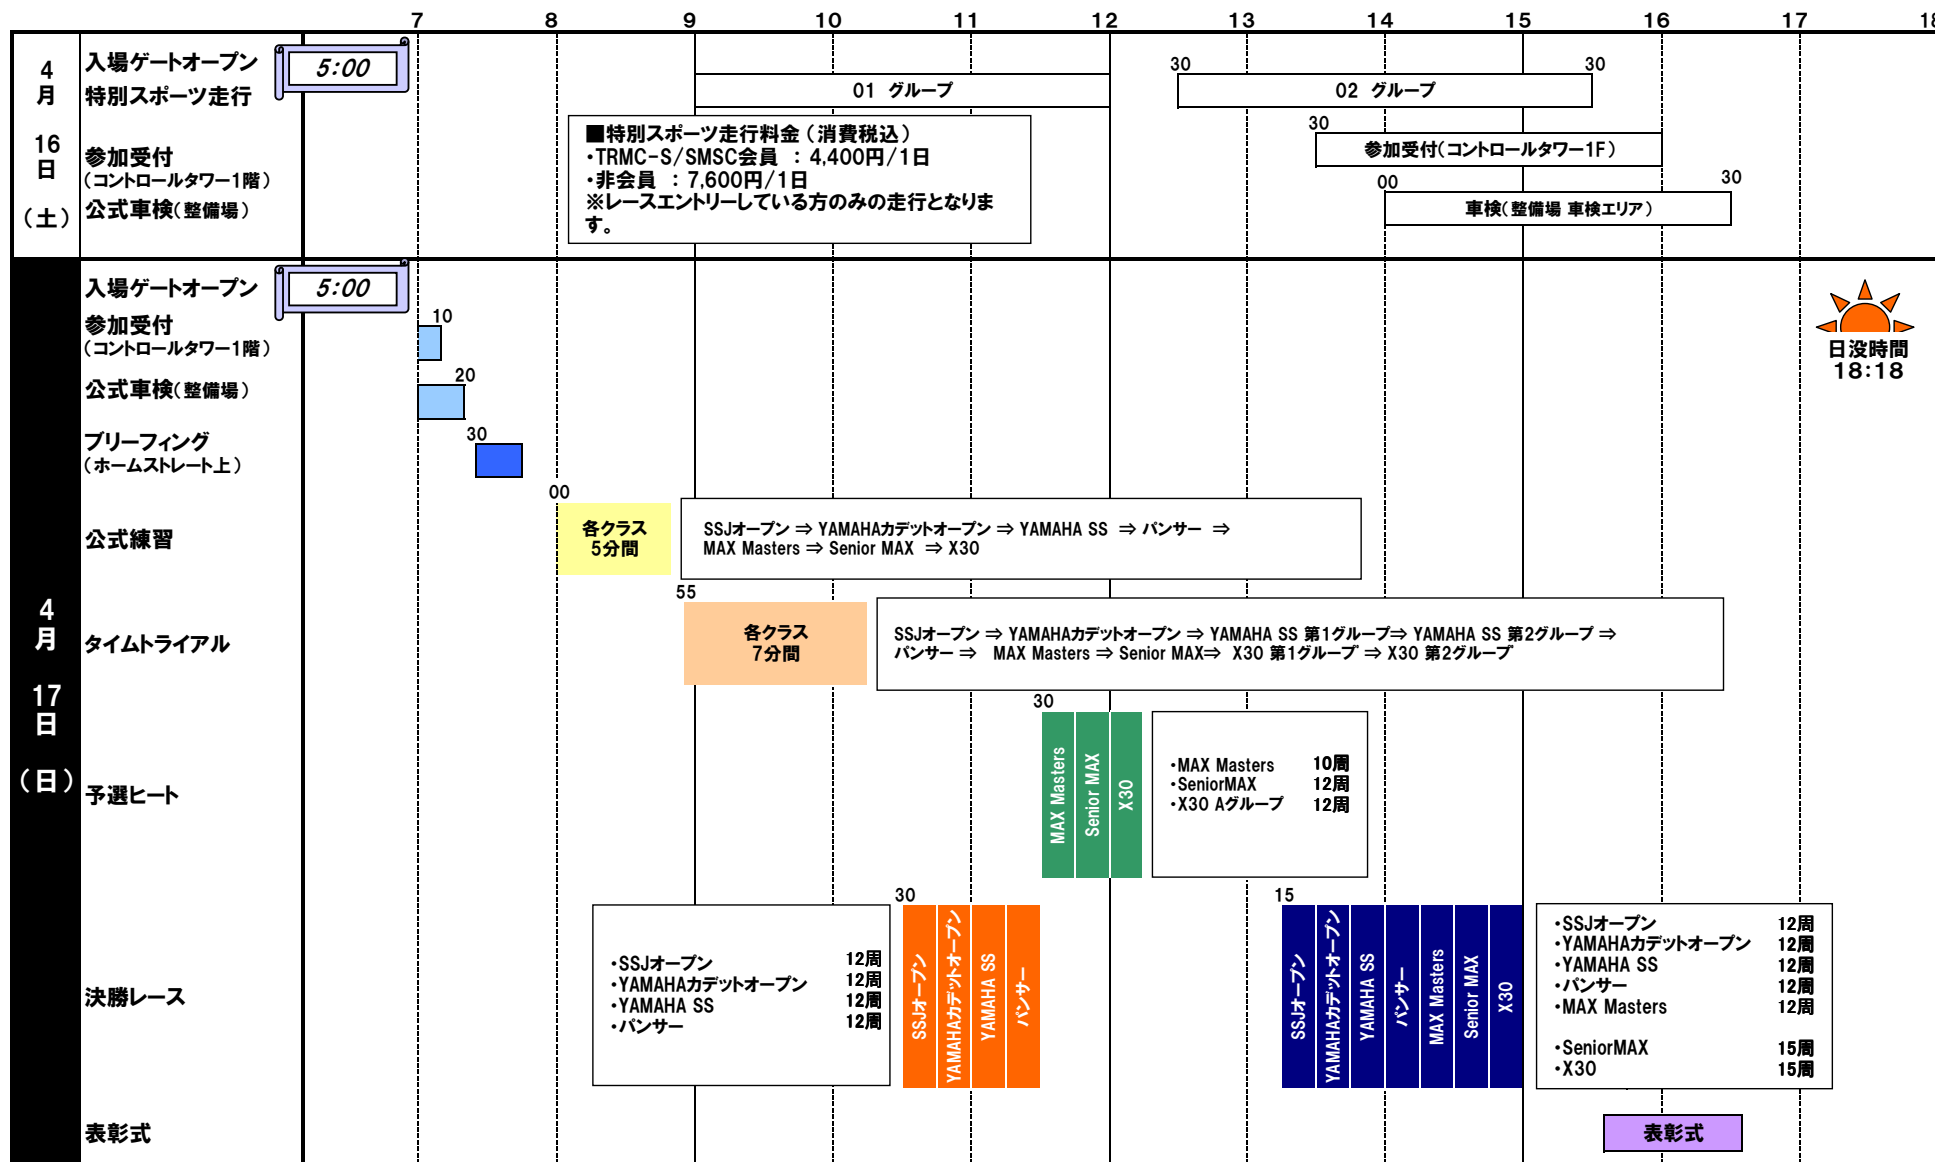 7 8 9 10 11 12 13 14 15 16 17 18
4
月
16
日
（土）
入場ゲートオープン
5:00
特別スポーツ走行
01 グループ
30
02 グループ
30
■特別スポーツ走行料金（消費税込）
・TRMC-S/SMSC会員 ： 4,400円/1日
・非会員 ： 7,600円/1日
※レースエントリーしている方のみの走行となりま
す。
参加受付
（コントロールタワー1階）
30
参加受付（コントロールタワー1F）
公式車検（整備場）
00
30
車検（整備場 車検エリア）
4
月
17
日
（日）
入場ゲートオープン
5:00
日没時間
18:18
参加受付
（コントロールタワー1階）
10
公式車検（整備場）
20
ブリーフィング
（ホームストレート上）
30
公式練習
00
各クラス
5分間
SSJオープン ⇒ YAMAHAカデットオープン ⇒ YAMAHA SS ⇒ パンサー ⇒
MAX Masters ⇒ Senior MAX ⇒ X30
タイムトライアル
55
各クラス
7分間
SSJオープン ⇒ YAMAHAカデットオープン ⇒ YAMAHA SS 第1グループ⇒ YAMAHA SS 第2グループ ⇒
パンサー ⇒ MAX Masters ⇒ Senior MAX⇒ X30 第1グループ ⇒ X30 第2グループ
予選ヒート
30
MAX Masters
Senior MAX
X30
・MAX Masters 10周
・SeniorMAX 12周
・X30 Aグループ 12周
決勝レース
・SSJオープン 12周
・YAMAHAカデットオープン 12周
・YAMAHA SS 12周
・パンサー 12周
30
SSJオープン
YAMAHAカデットオープン
YAMAHA SS
パンサー
15
SSJオープン
YAMAHAカデットオープン
YAMAHA SS
パンサー
MAX Masters
Senior MAX
X30
・SSJオープン 12周
・YAMAHAカデットオープン 12周
・YAMAHA SS 12周
・パンサー 12周
・MAX Masters 12周
・SeniorMAX 15周
・X30 15周
表彰式
表彰式